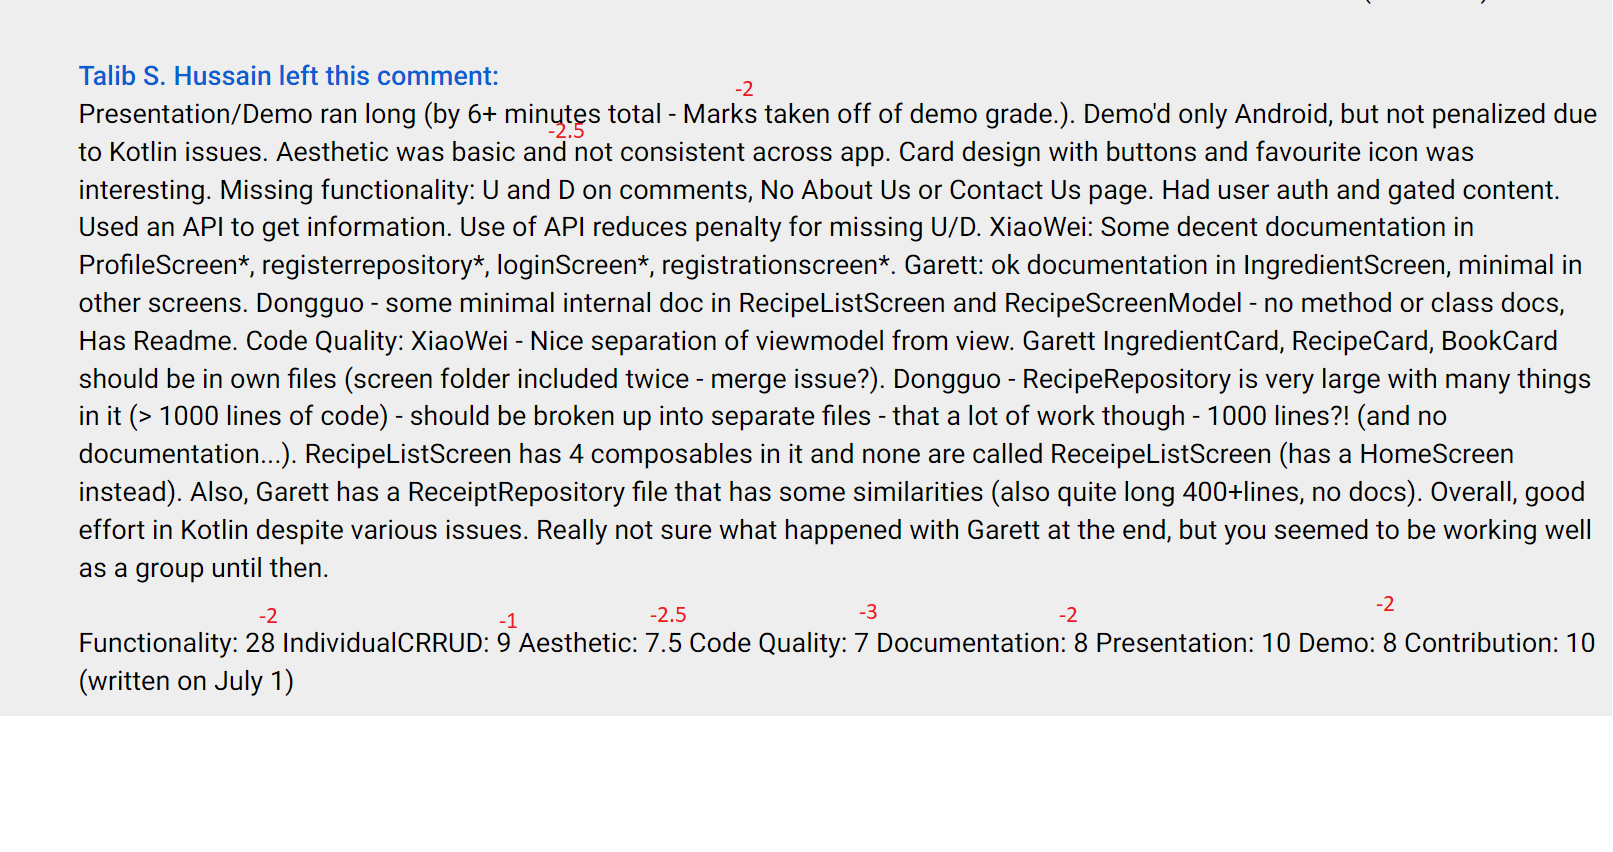 Talib S. Hussain left this comment:
-2
Presentation/Demo ran long (by 6+ minutes total - Marks taken off of demo grade.). Demo'd only Android, but not penalized due
-2.5
to Kotlin issues. Aesthetic was basic and not consistent across app. Card design with buttons and favourite icon was
interesting. Missing functionality: U and D on comments, No About Us or Contact Us page. Had user auth and gated content.
Used an API to get information. Use of API reduces penalty for missing U/D. XiaoWei: Some decent documentation in
ProfileScreen*, registerrepository*, loginScreen*, registrationscreen*. Garett: ok documentation in IngredientScreen, minimal in
other screens. Dongguo - some minimal internal doc in RecipeListScreen and RecipeScreenModel - no method or class docs,
Has Readme. Code Quality: XiaoWei - Nice separation of viewmodel from view. Garett IngredientCard, RecipeCard, BookCard
should be in own files (screen folder included twice - merge issue?). Dongguo - RecipeRepository is very large with many things
in it (> 1000 lines of code) - should be broken up into separate files - that a lot of work though - 1000 lines?! (and no
documentation...). RecipeListScreen has 4 composables in it and none are called ReceipeListScreen (has a HomeScreen
instead). Also, Garett has a ReceiptRepository file that has some similarities (also quite long 400+lines, no docs). Overall, good
effort in Kotlin despite various issues. Really not sure what happened with Garett at the end, but you seemed to be working well
as a group until then.
-2 -1 -2.5 -3 -2 -2
Functionality: 28 IndividualCRRUD: 9 Aesthetic: 7.5 Code Quality: 7 Documentation: 8 Presentation: 10 Demo: 8 Contribution: 10
(written on July 1)